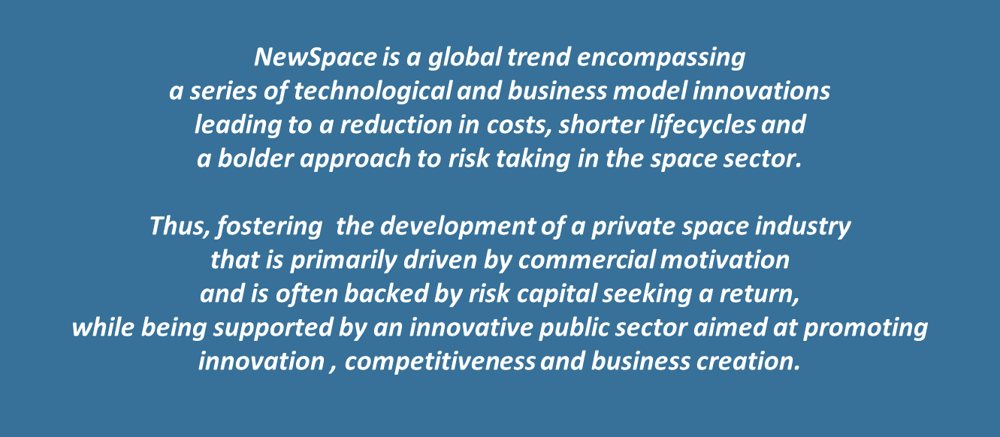 NewSpace is a global trend encompassing
a series of technological and business model innovations
leading to a reduction in costs, shorter lifecycles and
a bolder approach to risk taking in the space sector.
Thus, fostering  the development of a private space industry
that is primarily driven by commercial motivation
and is often backed by risk capital seeking a return,
while being supported by an innovative public sector aimed at promoting
innovation , competitiveness and business creation.